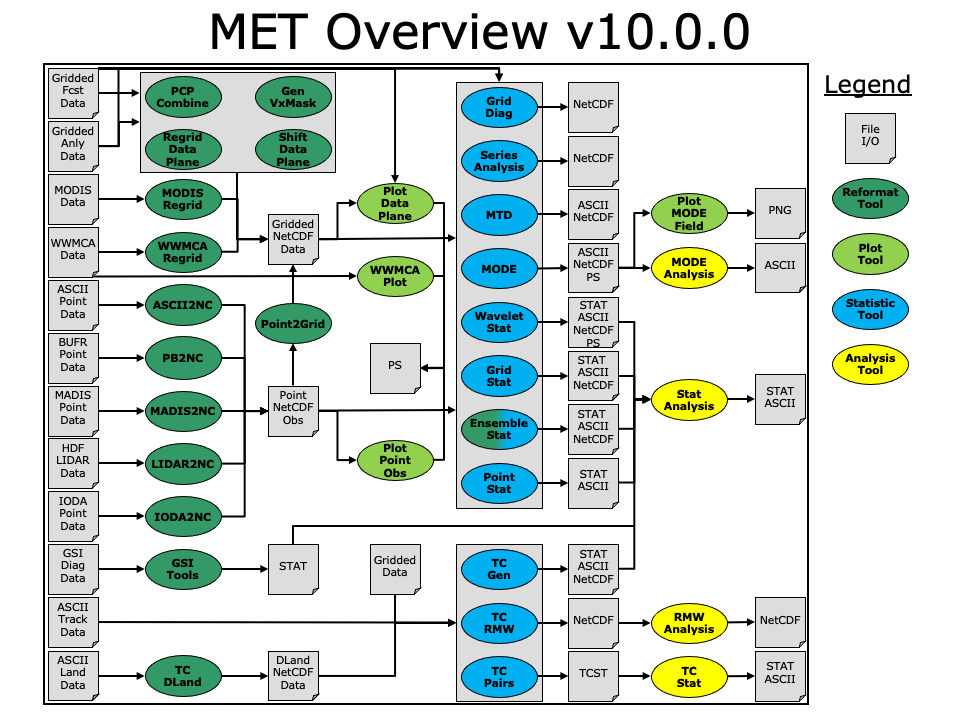 MET Overview v10.0.0
Legend
File
I/O
Reformat
Tool
Plot
Tool
Statistic
Tool
Analysis
Tool
Gridded
Fcst
Data
Gridded
Anly
Data
MODIS
Data
WWMCA
Data
ASCII
Point
Data
BUFR
Point
Data
MADIS
Point
Data
HDF
LIDAR
Data
IODA
Point
Data
GSI
Diag
Data
ASCII
Track
Data
ASCII
Land
Data
PCP
Combine
Gen
VxMask
Regrid
Data
Plane
Shift
Data
Plane
MODIS
Regrid
WWMCA
Regrid
ASCII2NC
PB2NC
MADIS2NC
LIDAR2NC
IODA2NC
GSI
Tools
TC
DLand
Gridded
NetCDF
Data
Point2Grid
Point
NetCDF
Obs
STAT
DLand
NetCDF
Data
Plot
Data
Plane
WWMCA
Plot
PS
Plot
Point
Obs
Gridded
Data
Grid
Diag
Series
Analysis
MTD
MODE
Wavelet
Stat
Grid
Stat
Ensemble
Stat
Point
Stat
TC
Gen
TC
RMW
TC
Pairs
NetCDF
NetCDF
ASCII
NetCDF
ASCII
NetCDF
PS
STAT
ASCII
NetCDF
PS
STAT
ASCII
NetCDF
STAT
ASCII
NetCDF
STAT
ASCII
STAT
ASCII
NetCDF
NetCDF
TCST
Plot
MODE
Field
MODE
Analysis
Stat
Analysis
RMW
Analysis
TC
Stat
PNG
ASCII
STAT
ASCII
NetCDF
STAT
ASCII